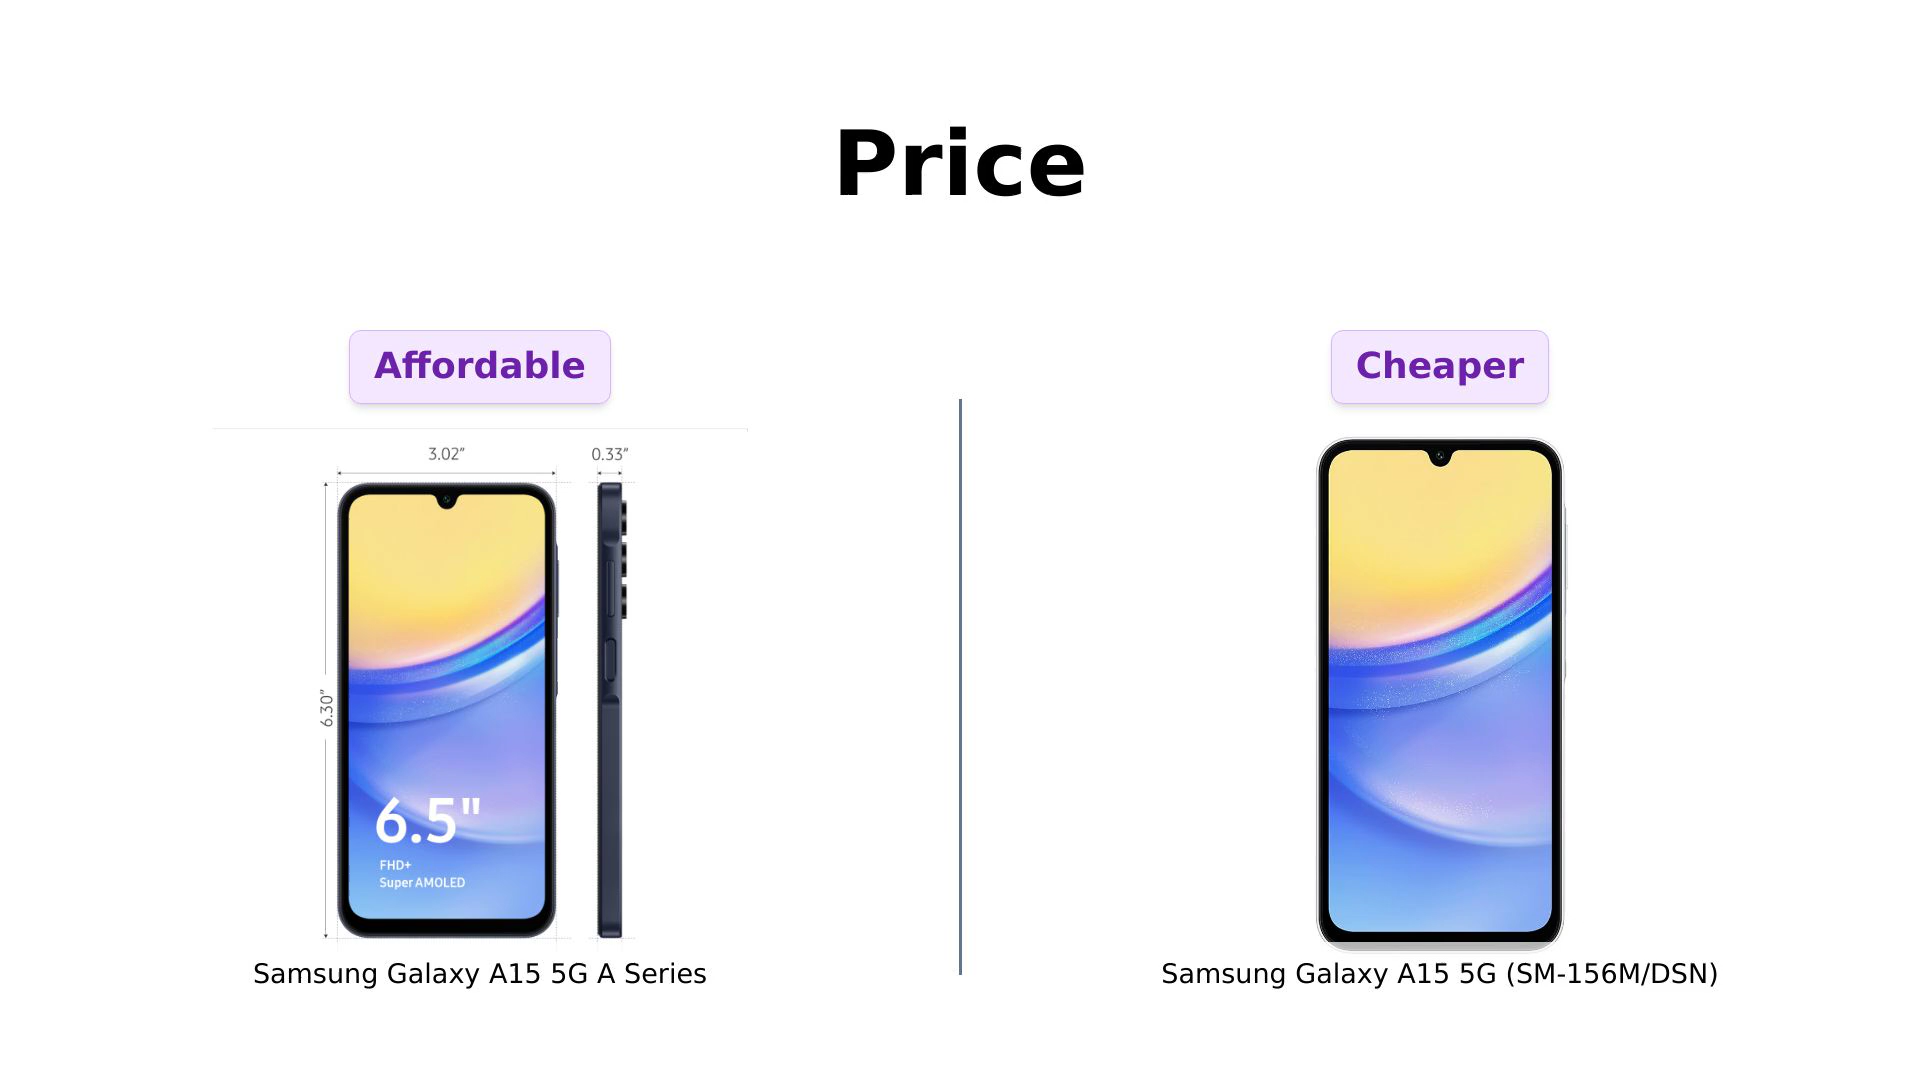 Price
Affordable
Cheaper
3.02”
0.33”
6.30”
6.5"
FHD+
Super AMOLED
Samsung Galaxy A15 5G A Series
Samsung Galaxy A15 5G (SM-156M/DSN)